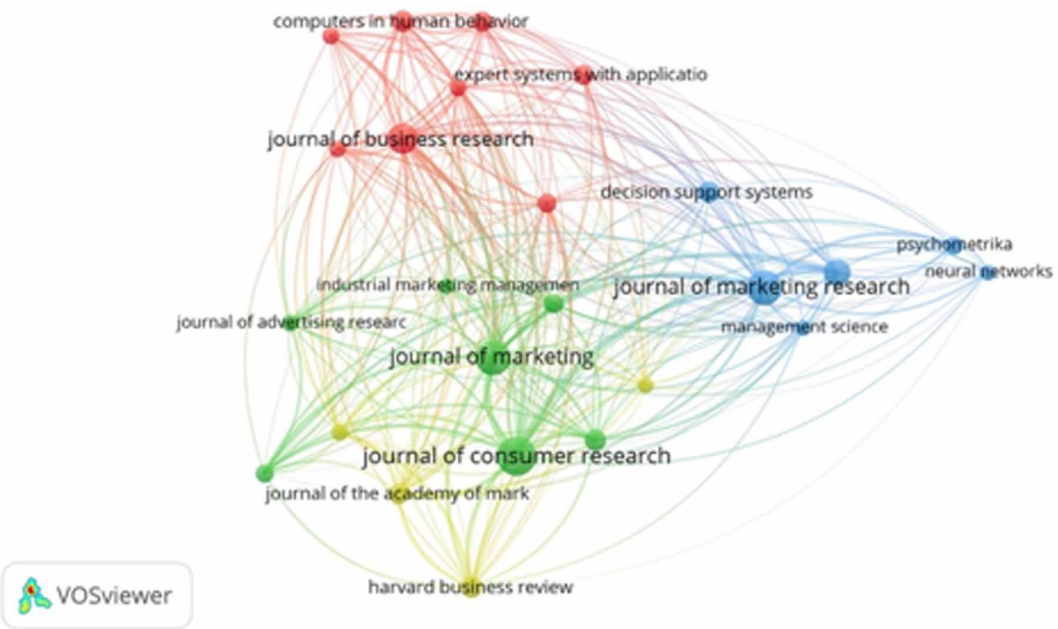 computers in human behavior
expert systems with applicatio
journal of business research
decision support systems
psychometrika
neural networks
industrial marketing managemen
journal of marketing research
journal of advertising researc
management science
journal of marketing
journal of consumer research
journal of the academy of mark
harvard business review
VOSviewer